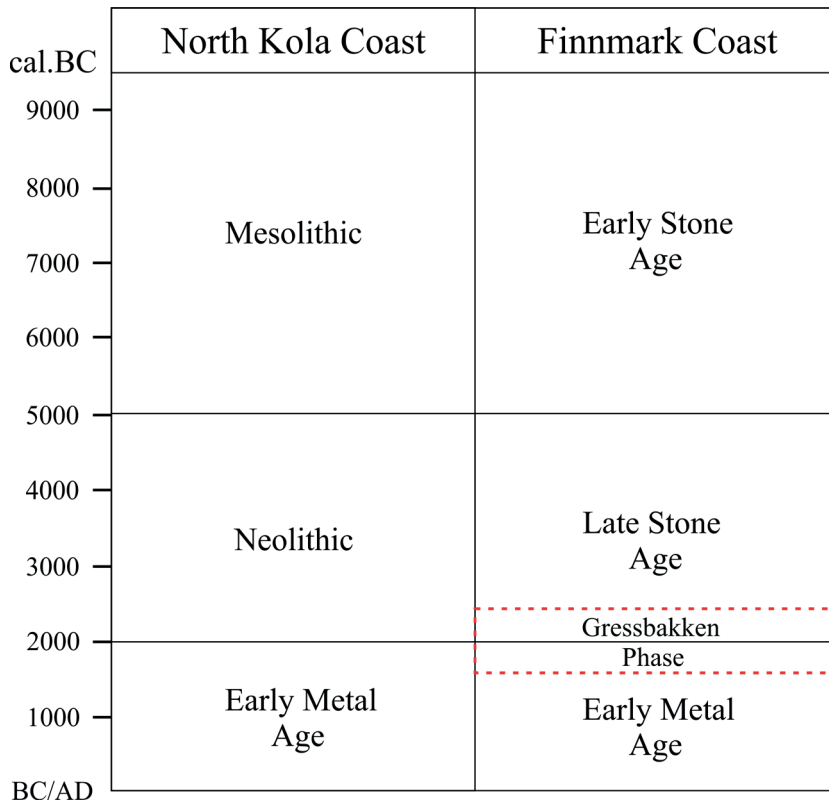 North Kola Coast
Finnmark Coast
cal.BC
9000
8000
Mesolithic
Early Stone
Age
7000
6000
5000
4000
Neolithic
Late Stone
Age
3000
Gressbakken
2000
Phase
Early Metal
Age
Early Metal
Age
1000
BC/AD